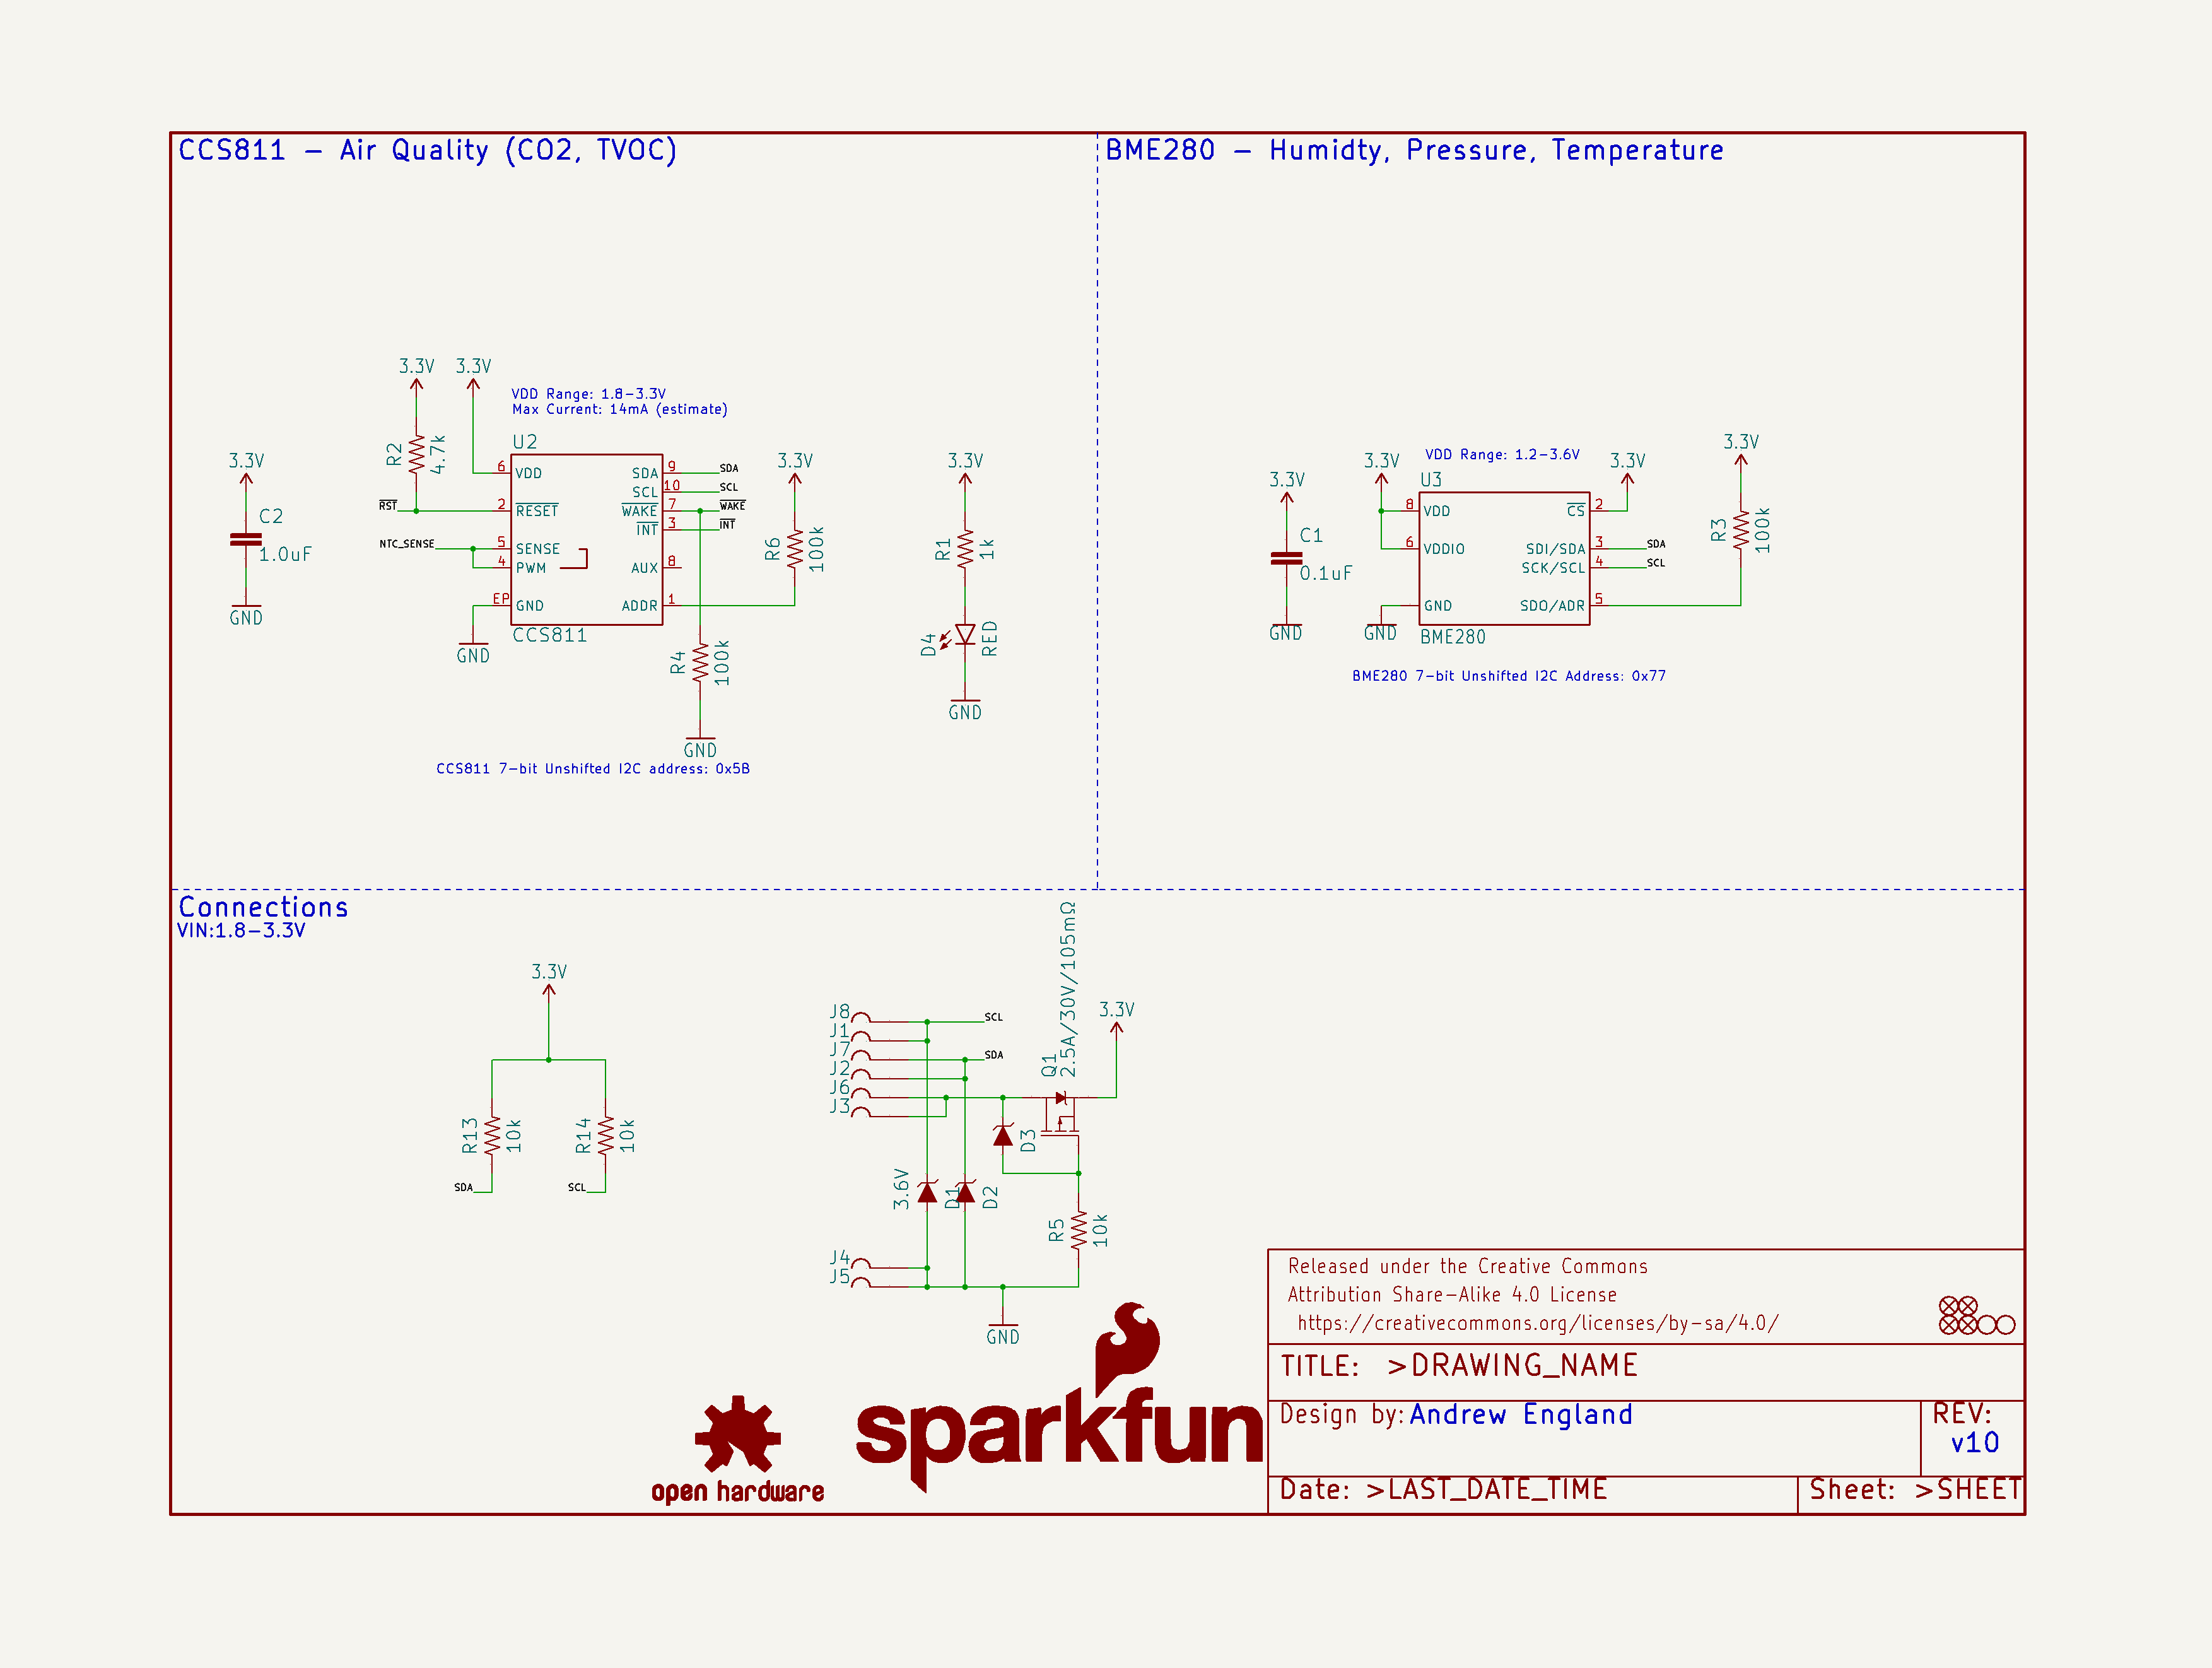 CCS811 – Air Quality (CO2, TVOC)
BME280 – Humidty, Pressure, Temperature
3.3V
3.3V
VDD Range: 1.8–3.3V
Max Current: 14mA (estimate)
R2
4.7k
U2
3.3V
C2
1.0uF
GND
RST
NTC_SENSE
6
VDD
2
RESET
5
SENSE
4
PWM
EP
GND
SDA
9
SDA
SCL
10
SCL
WAKE
7
WAKE
INT
3
INT
AUX
8
ADDR
1
CCS811
GND
3.3V
R6
100k
R4
100k
GND
CCS811 7–bit Unshifted I2C address: 0x5B
3.3V
R1
1k
D4
RED
GND
3.3V
C1
0.1uF
GND
3.3V
VDD Range: 1.2–3.6V
U3
8
VDD
6
VDDIO
GND
GND
CS
2
3.3V
SDI/SDA
3
SDA
SCK/SCL
4
SCL
SDO/ADR
5
BME280
3.3V
R3
100k
BME280 7–bit Unshifted I2C Address: 0x77
Connections
VIN:1.8–3.3V
3.3V
R13
10k
R14
10k
SDA
SCL
J8
J1
J7
J2
J6
J3
SCL
SDA
Q1
2.5A/30V/105mΩ
3.3V
D3
3.6V
D1
D2
R5
10k
J4
J5
GND
open hardware
sparkfun
Released under the Creative Commons
Attribution Share–Alike 4.0 License
https://creativecommons.org/licenses/by–sa/4.0/
TITLE: >DRAWING_NAME
Design by: Andrew England
REV:
v10
Date: >LAST_DATE_TIME
Sheet: >SHEET